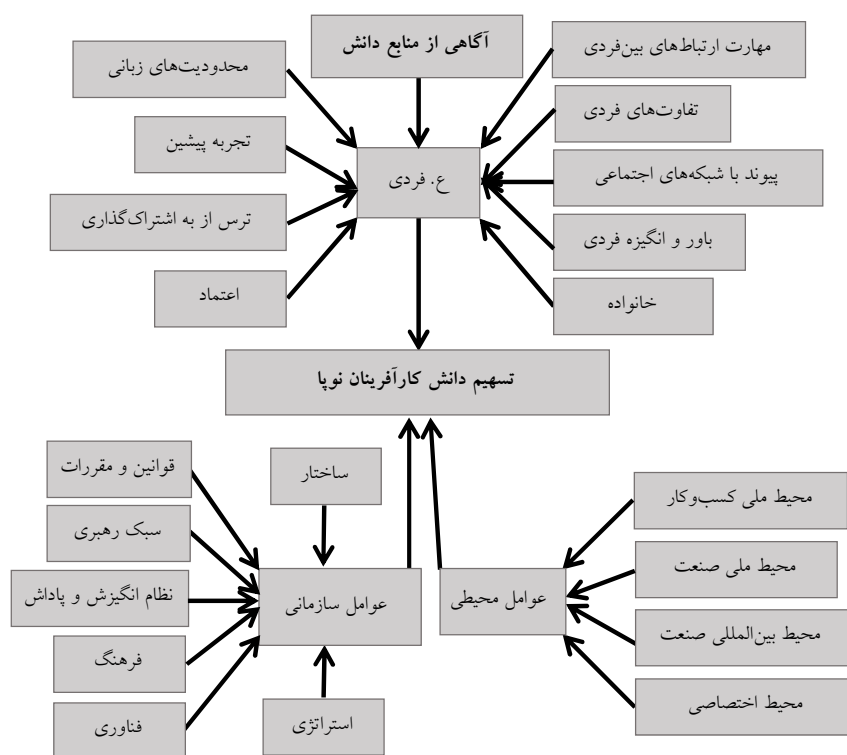 آگاهی از منابع دانش
مهارت ارتباط‌های بین‌فردی
محدودیت‌های زبانی
تفاوت‌های فردی
تجربه پیشین
ع. فردی
پیوند با شبکه‌های اجتماعی
ترس از به اشتراک‌گذاری
باور و انگیزه فردی
اعتماد
خانواده
تسهیم دانش کارآفرینان نوپا
قوانین و مقررات
ساختار
محیط ملی کسب‌وکار
سبک رهبری
محیط ملی صنعت
نظام انگیزش و پاداش
عوامل سازمانی
عوامل محیطی
محیط بین‌المللی صنعت
فرهنگ
محیط اختصاصی
استراتژی
فناوری